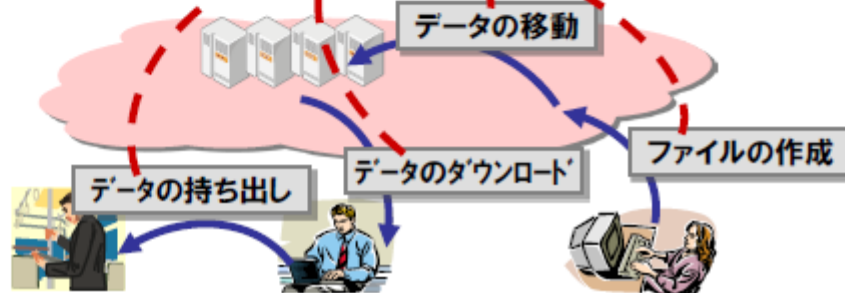 データの移動
ファイルの作成
データのダウンロード
データの持ち出し